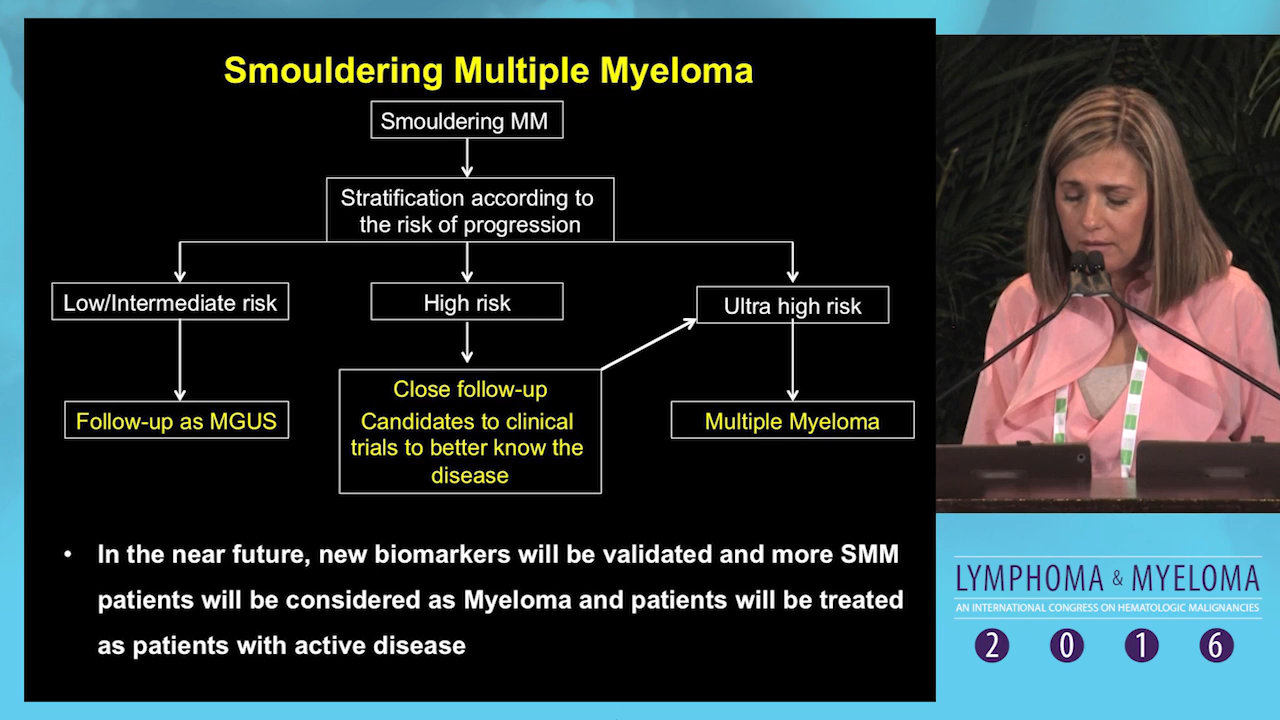 Smouldering Multiple Myeloma
Smouldering MM
Stratification according to
the risk of progression
Low/Intermediate risk
High risk
Ultra high risk
Follow-up as MGUS
Close follow-up
Candidates to clinical
trials to better know the
disease
Multiple Myeloma
• In the near future, new biomarkers will be validated and more SMM
patients will be considered as Myeloma and patients will be treated
as patients with active disease
LYMPHOMA & MYELOMA
AN INTERNATIONAL CONGRESS ON HEMATOLOGIC MALIGNANCIES
2 0 1 6